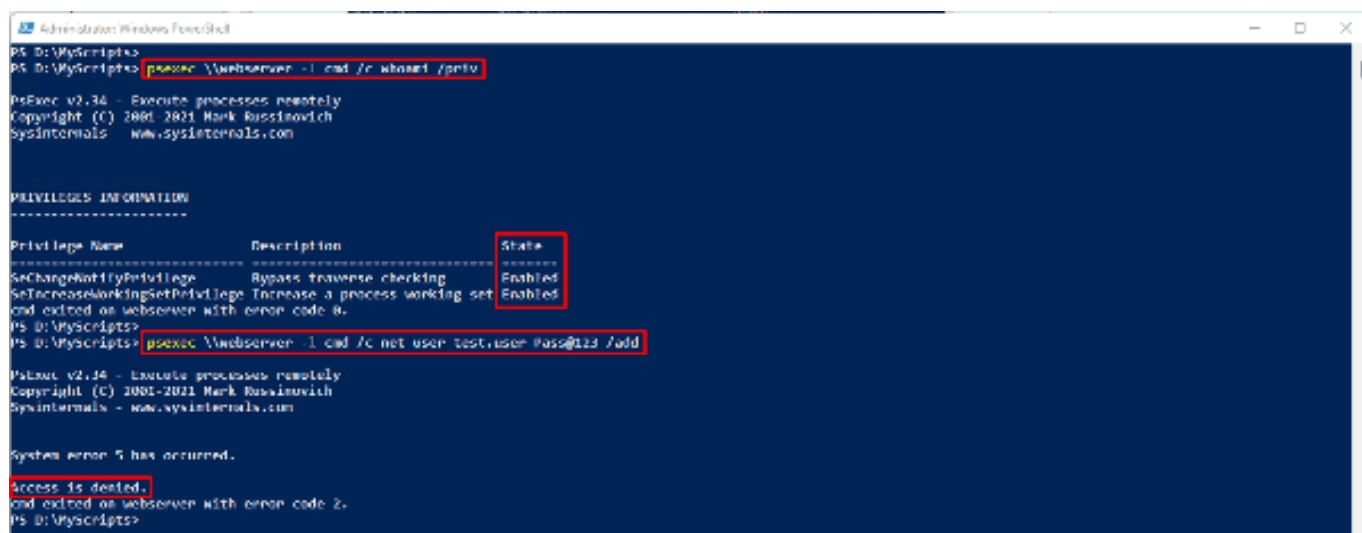 Administrator: Windows PowerShell
PS D:\MyScripts>
PS D:\MyScripts> psexec \\webserver -l cmd /c whoami /priv
PsExec v2.34 - Execute processes remotely
Copyright (C) 2001-2021 Mark Russinovich
Sysinternals - www.sysinternals.com
PRIVILEGES INFORMATION
----------------------
Privilege Name Description State
============================= ============================== =======
SeChangeNotifyPrivilege Bypass traverse checking Enabled
SeIncreaseWorkingSetPrivilege Increase a process working set Enabled
cmd exited on webserver with error code 0.
PS D:\MyScripts>
PS D:\MyScripts> psexec \\webserver -l cmd /c net user test.user Pass@123 /add
PsExec v2.34 - Execute processes remotely
Copyright (C) 2001-2021 Mark Russinovich
Sysinternals - www.sysinternals.com
System error 5 has occurred.
Access is denied.
cmd exited on webserver with error code 2.
PS D:\MyScripts>